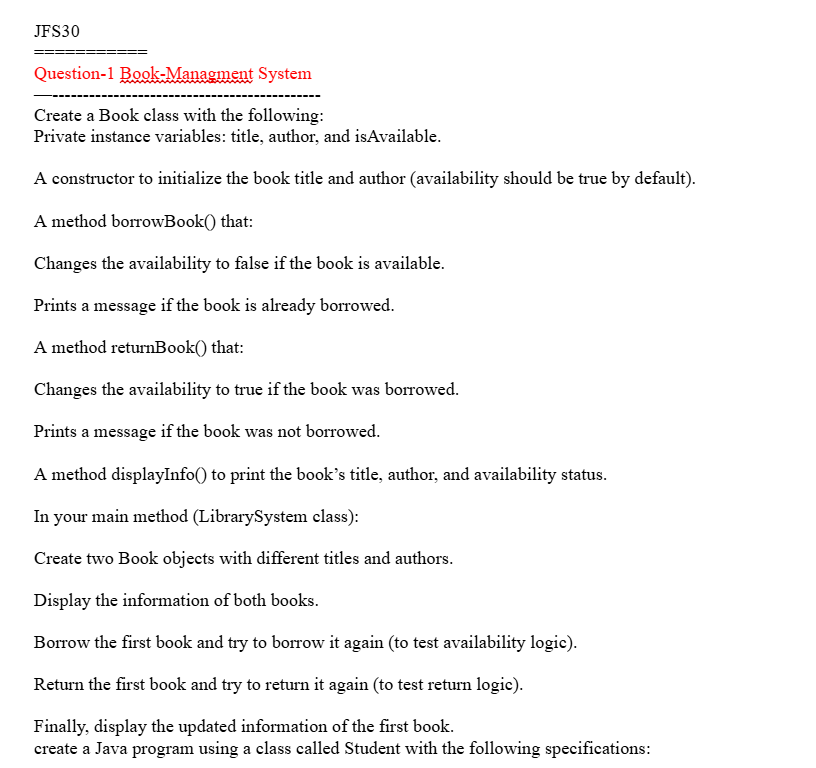 JFS30
===========
Question-1 Book-Managment System
—--------------------------------------------
Create a Book class with the following:
Private instance variables: title, author, and isAvailable.
A constructor to initialize the book title and author (availability should be true by default).
A method borrowBook() that:
Changes the availability to false if the book is available.
Prints a message if the book is already borrowed.
A method returnBook() that:
Changes the availability to true if the book was borrowed.
Prints a message if the book was not borrowed.
A method displayInfo() to print the book’s title, author, and availability status.
In your main method (LibrarySystem class):
Create two Book objects with different titles and authors.
Display the information of both books.
Borrow the first book and try to borrow it again (to test availability logic).
Return the first book and try to return it again (to test return logic).
Finally, display the updated information of the first book.
create a Java program using a class called Student with the following specifications: